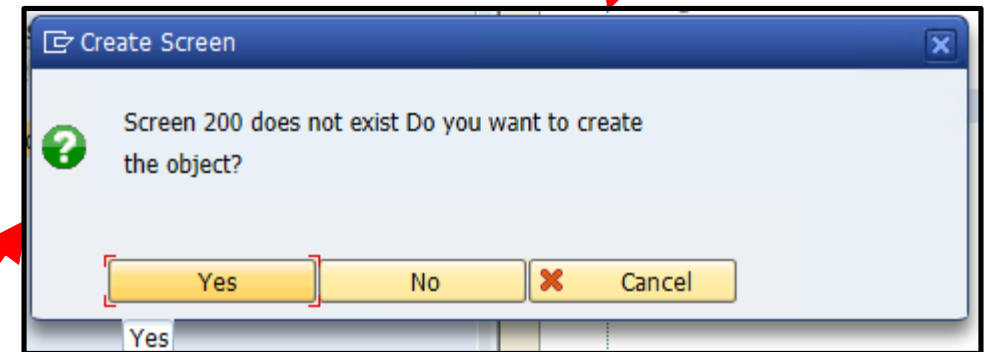 Create Screen
Screen 200 does not exist Do you want to create
the object?
Yes No Cancel
Yes